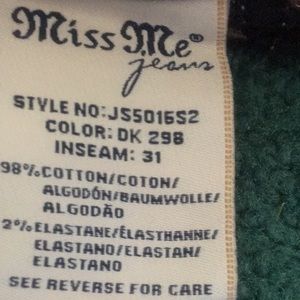 Miss Me®
jeans
STYLE NO:JS5016S2
COLOR: DK 298
INSEAM: 31
98%COTTON/COTON/
ALGODÓN/BAUMWOLLE/
ALGODÃO
2%ELASTANE/ÉLASTHANNE/
ELASTANO/ELASTAN/
ELASTANO
SEE REVERSE FOR CARE